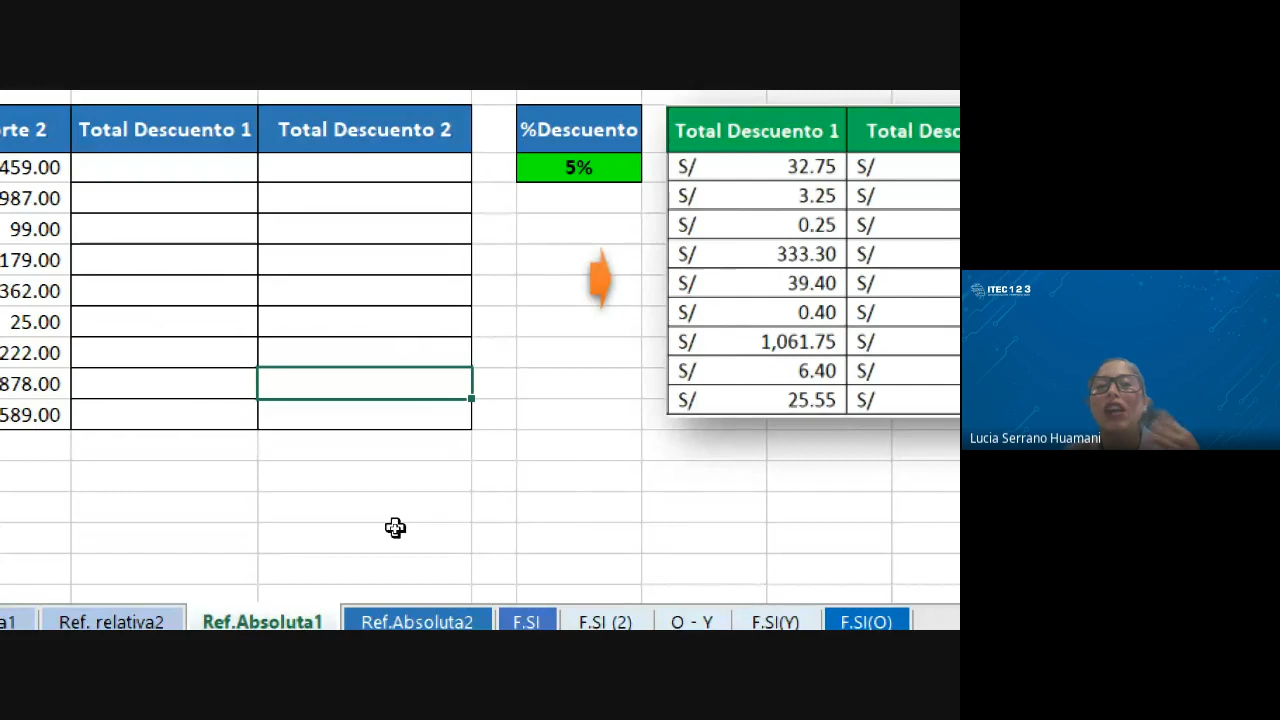 rte 2 Total Descuento 1 Total Descuento 2 %Descuento Total Descuento 1 Total Desc
459.00 5% S/ 32.75 S/
987.00 S/ 3.25 S/
99.00 S/ 0.25 S/
179.00 S/ 333.30 S/
362.00 S/ 39.40 S/
25.00 S/ 0.40 S/
222.00 S/ 1,061.75 S/
878.00 S/ 6.40 S/
589.00 S/ 25.55 S/
a1 Ref. relativa2 Ref.Absoluta1 Ref.Absoluta2 F.SI F.SI (2) O - Y F.SI(Y) F.SI(O)
ITEC 1 2 3
Lucia Serrano Huamani